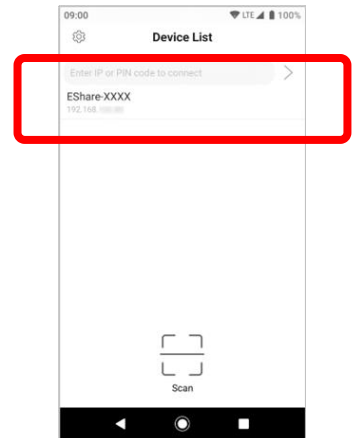 09:00 LTE 100%
Device List
Enter IP or PIN code to connect
EShare-XXXX
192.168.
Scan